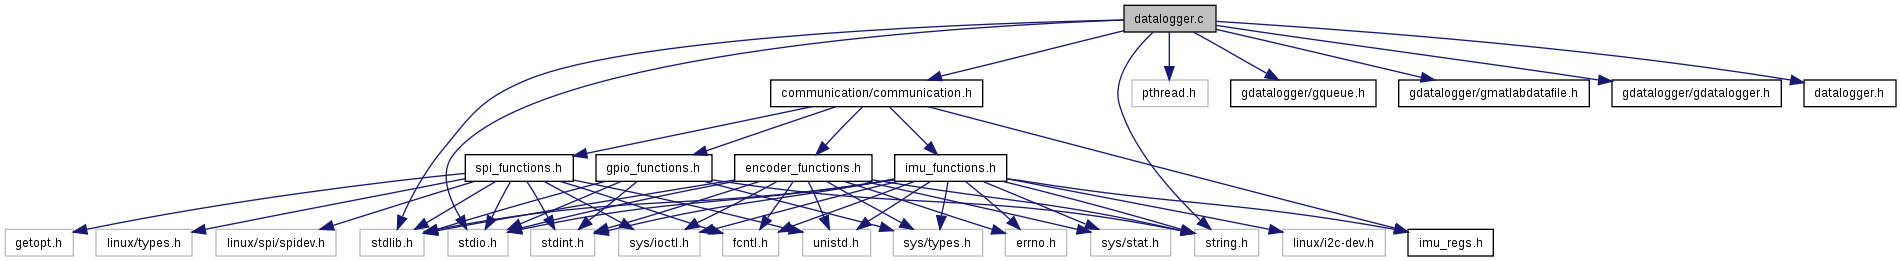 datalogger.c
communication/communication.h
pthread.h
gdatalogger/gqueue.h
gdatalogger/gmatlabdatafile.h
gdatalogger/gdatalogger.h
datalogger.h
spi_functions.h
gpio_functions.h
encoder_functions.h
imu_functions.h
getopt.h
linux/types.h
linux/spi/spidev.h
stdlib.h
stdio.h
stdint.h
sys/ioctl.h
fcntl.h
unistd.h
sys/types.h
errno.h
sys/stat.h
string.h
linux/i2c-dev.h
imu_regs.h